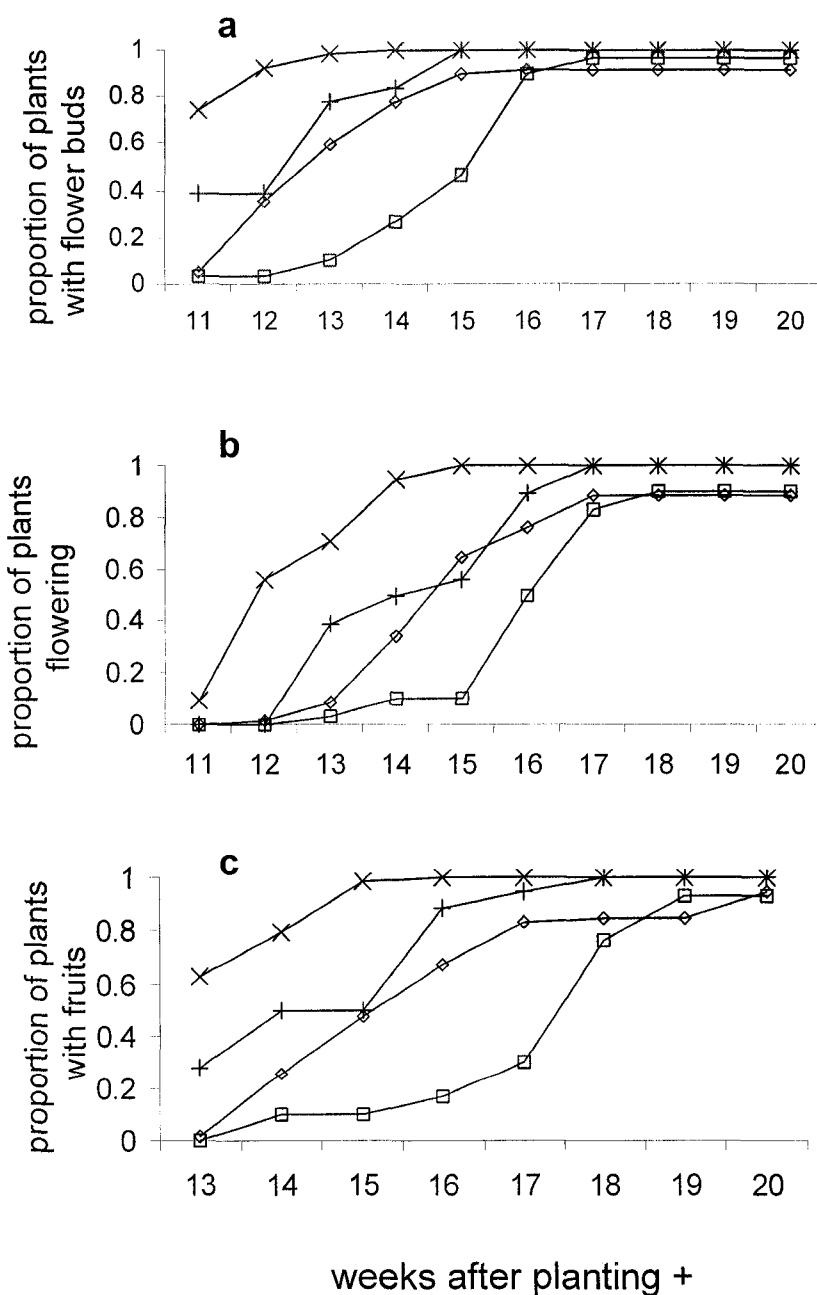 a
proportion of plants
with flower buds
1
0.8
0.6
0.4
0.2
0
11 12 13 14 15 16 17 18 19 20
b
proportion of plants
flowering
1
0.8
0.6
0.4
0.2
0
11 12 13 14 15 16 17 18 19 20
c
proportion of plants
with fruits
1
0.8
0.6
0.4
0.2
0
13 14 15 16 17 18 19 20
weeks after planting +